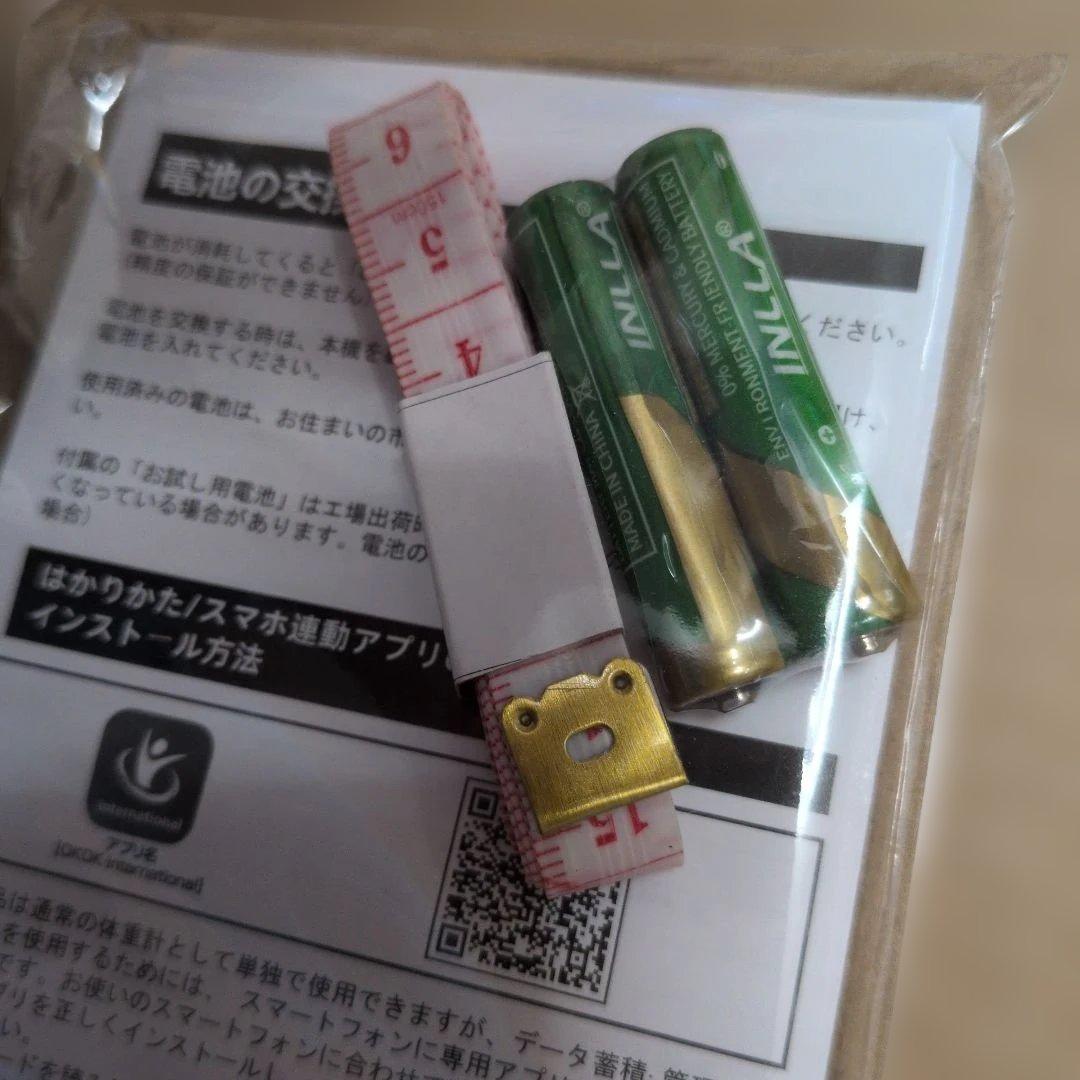 電池の交換
電池が消耗してくると
(精度の保証ができません
ください。
電池を交換する時は、本機を
電池を入れてください。
使用済みの電池は、お住まいの市
い。
付属の「お試し用電池」は工場出荷時
くなっている場合があります。電池の
場合)
はかりかた/スマホ連動アプリ
インストール方法
international
アプリ名
[OKOK International]
は通常の体重計として単独で使用できますが、データ蓄積・管理
を使用するためには、スマートフォンに専用アプ
です。お使いのスマートフォンに合わせて
プリを正しくインストールし
い。
6
150cm
5
4
15
1
INLLA®
MADE IN CHINA
INLLA®
0% MERCURY & CADMIUM
ENVIRONMENT FRIENDLY BATTERY
+